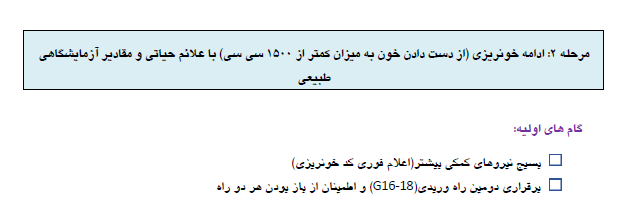 مرحله ۲: ادامه خونریزی (از دست دادن خون به میزان کمتر از ۱۵۰۰ سی سی) با علائم حیاتی و مقادیر آزمایشگاهی
طبیعی
گام های اولیه:
بسیج نیروهای کمکی بیشتر(اعلام فوری کد خونریزی)
برقراری دومین راه وریدی(G16-18) و اطمینان از باز بودن هر دو راه